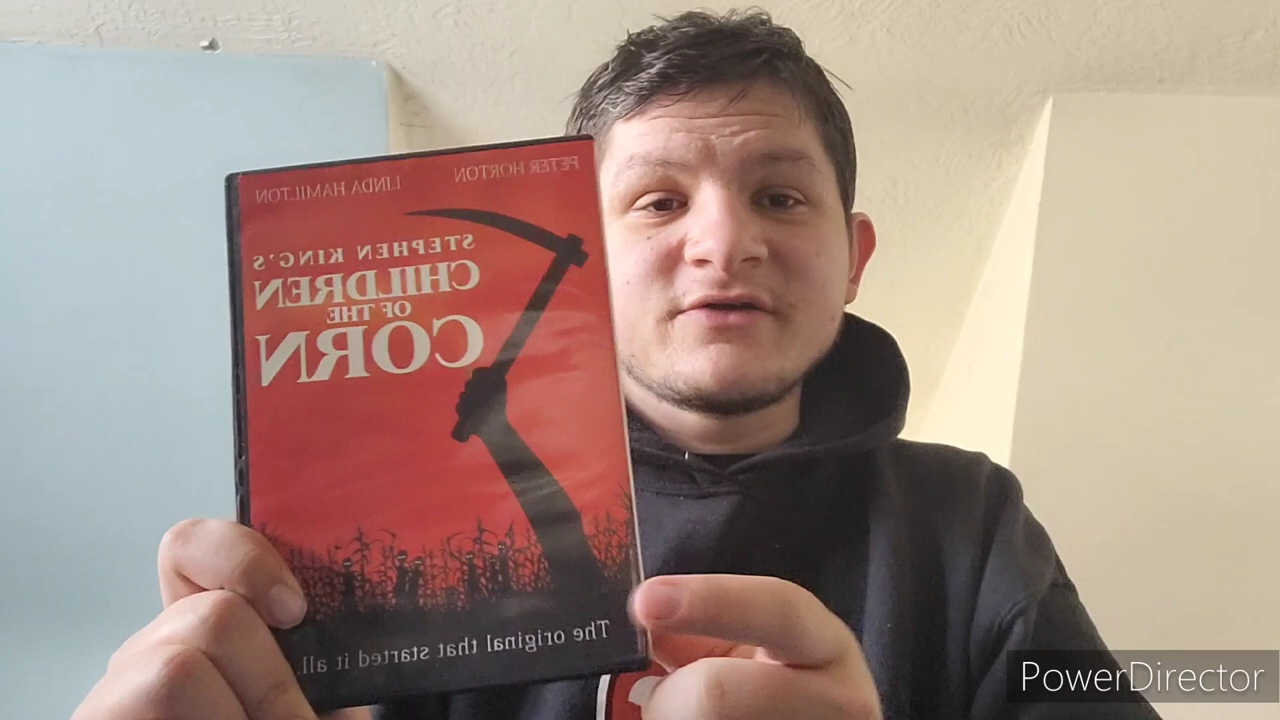 PETER HORTON LINDA HAMILTON
STEPHEN KING'S
CHILDREN
OF THE
CORN
The original that started it all.
PowerDirector